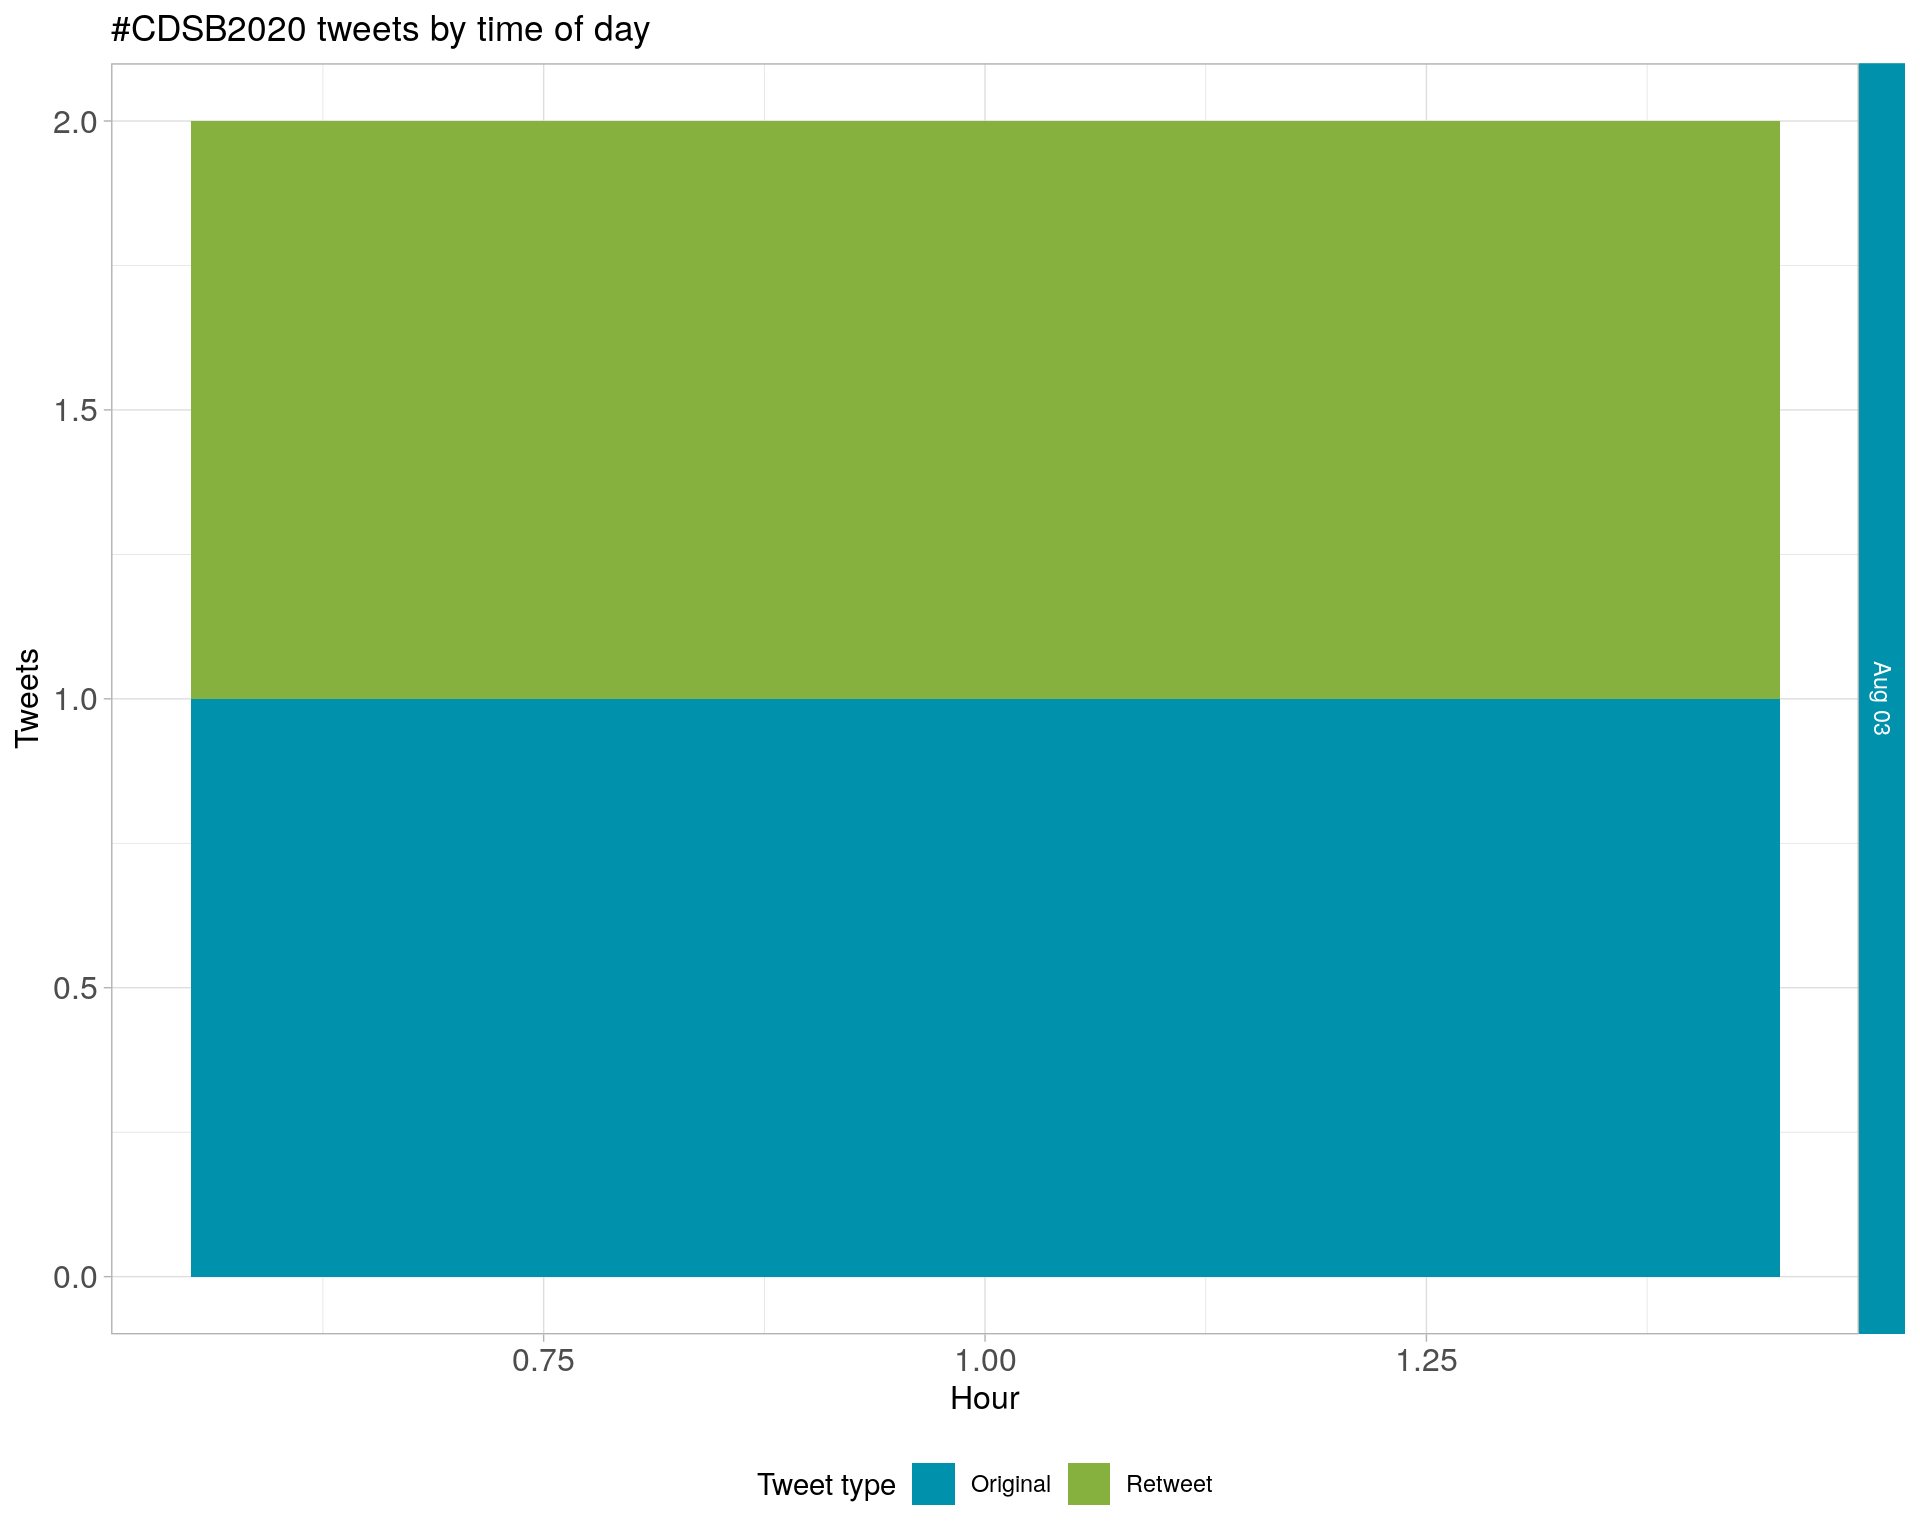 #CDSB2020 tweets by time of day
2.0
1.5
1.0
0.5
0.0
Tweets
Aug 03
0.75 1.00 1.25
Hour
Tweet type Original Retweet